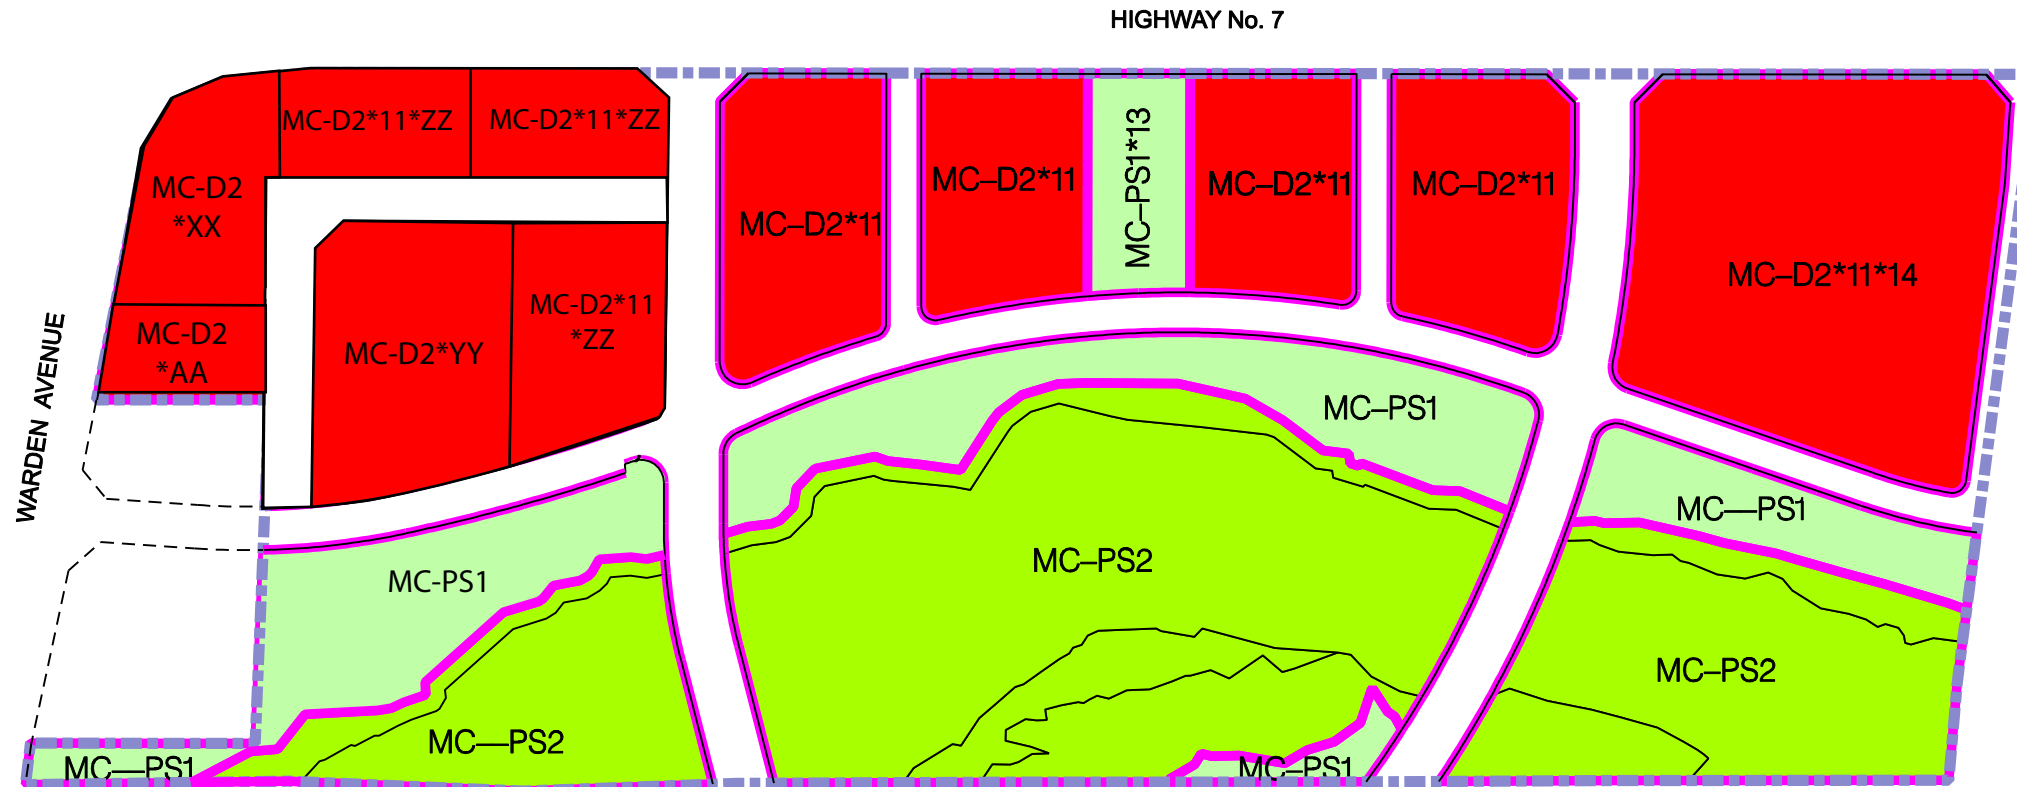 HIGHWAY No. 7
MC-D2*11*ZZ
MC-D2*11*ZZ
MC-D2
*XX
MC–D2*11
MC–D2*11
MC–PS1*13
MC–D2*11
MC–D2*11
MC–D2*11*14
MC-D2
*AA
MC-D2*YY
MC-D2*11
*ZZ
WARDEN AVENUE
MC–PS1
MC—PS1
MC-PS1
MC–PS2
MC–PS2
MC—PS2
MC—PS1
MC–PS1